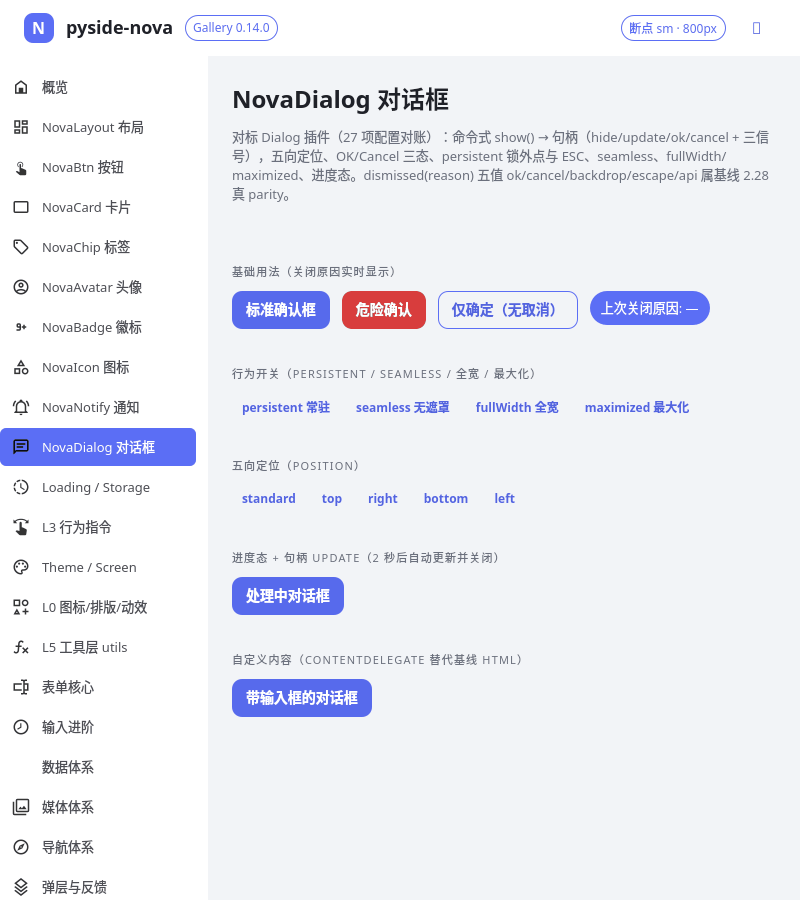 N pyside-nova Gallery 0.14.0 断点 sm · 800px
概览
NovaLayout 布局
NovaBtn 按钮
NovaCard 卡片
NovaChip 标签
NovaAvatar 头像
9+ NovaBadge 徽标
NovaIcon 图标
NovaNotify 通知
NovaDialog 对话框
Loading / Storage
L3 行为指令
Theme / Screen
L0 图标/排版/动效
L5 工具层 utils
表单核心
输入进阶
数据体系
媒体体系
导航体系
弹层与反馈
NovaDialog 对话框
对标 Dialog 插件（27 项配置对账）：命令式 show() → 句柄（hide/update/ok/cancel + 三信
号），五向定位、OK/Cancel 三态、persistent 锁外点与 ESC、seamless、fullWidth/
maximized、进度态。dismissed(reason) 五值 ok/cancel/backdrop/escape/api 属基线 2.28
真 parity。
基础用法（关闭原因实时显示）
标准确认框 危险确认 仅确定（无取消） 上次关闭原因: —
行为开关（PERSISTENT / SEAMLESS / 全宽 / 最大化）
persistent 常驻 seamless 无遮罩 fullWidth 全宽 maximized 最大化
五向定位（POSITION）
standard top right bottom left
进度态 + 句柄 UPDATE（2 秒后自动更新并关闭）
处理中对话框
自定义内容（CONTENTDELEGATE 替代基线 HTML）
带输入框的对话框